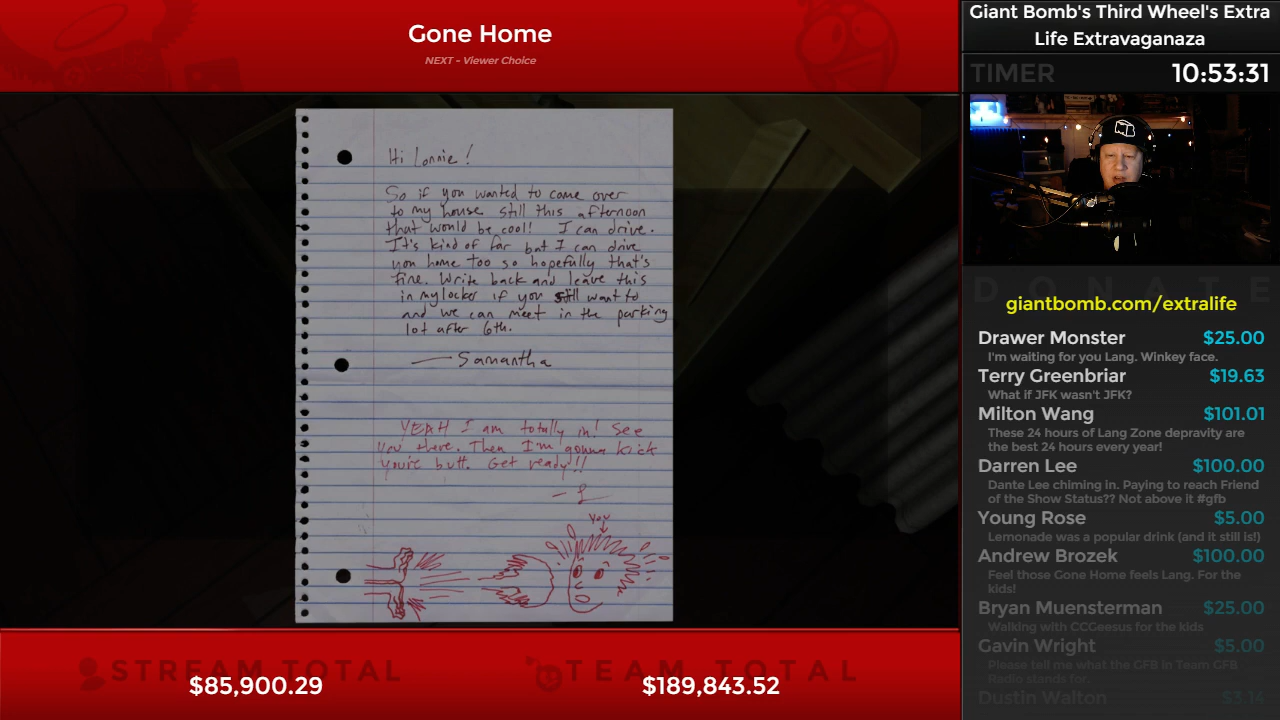 Gone Home
NEXT - Viewer Choice
Giant Bomb's Third Wheel's Extra
Life Extravaganaza
TIMER
10:53:31
Hi Lonnie!
So if you wanted to come over
to my house still this afternoon
that would be cool! I can drive.
It's kind of far but I can drive
you home too so hopefully that's
fine. Write back and leave this
in my locker if you still want to
and we can meet in the parking
lot after 6th.
— Samantha
YEAH I am totally in! See
you there. Then I'm gonna kick
you're butt. Get ready!!
- L
You
DONATE
giantbomb.com/extralife
Drawer Monster $25.00
I'm waiting for you Lang. Winkey face.
Terry Greenbriar $19.63
What if JFK wasn't JFK?
Milton Wang $101.01
These 24 hours of Lang Zone depravity are
the best 24 hours every year!
Darren Lee $100.00
Dante Lee chiming in. Paying to reach Friend
of the Show Status?? Not above it #gfb
Young Rose $5.00
Lemonade was a popular drink (and it still is!)
Andrew Brozek $100.00
Feel those Gone Home feels Lang. For the
kids!
Bryan Muensterman $25.00
Walking with CCGeesus for the kids
Gavin Wright $5.00
Please tell me what the GFB in Team GFB
Radio stands for.
Dustin Walton $3.14
STREAM TOTAL
$85,900.29
TEAM TOTAL
$189,843.52